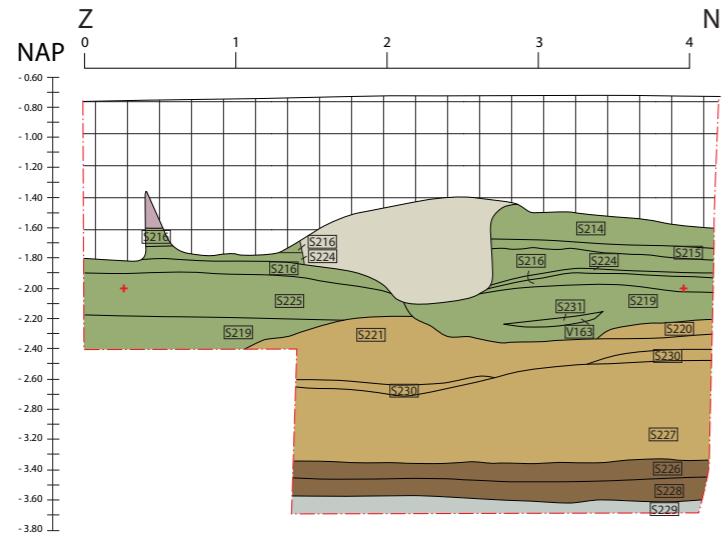 Z N
NAP 0 1 2 3 4
- 0.60
- 0.80
- 1.00
- 1.20
- 1.40
- 1.60
- 1.80
- 2.00
- 2.20
- 2.40
- 2.60
- 2.80
- 3.20
- 3.40
- 3.60
- 3.80
S214
S216
S216
S215
S224
S216
S224
S216
S225
S219
S231
S219
S221
V163
S220
S230
S230
S227
S226
S228
S229